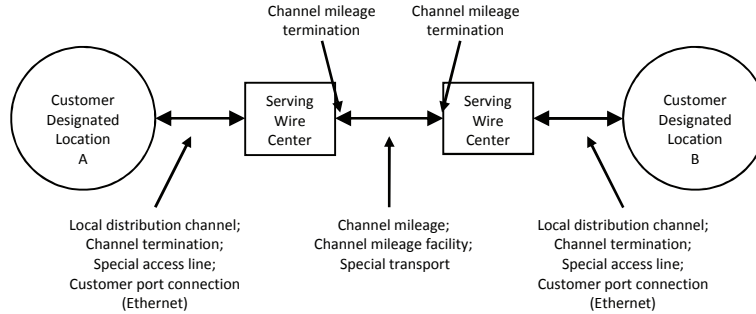 Channel mileage
termination
Channel mileage
termination
Customer
Designated
Location
A
Serving
Wire
Center
Serving
Wire
Center
Customer
Designated
Location
B
Local distribution channel;
Channel termination;
Special access line;
Customer port connection
(Ethernet)
Channel mileage;
Channel mileage facility;
Special transport
Local distribution channel;
Channel termination;
Special access line;
Customer port connection
(Ethernet)